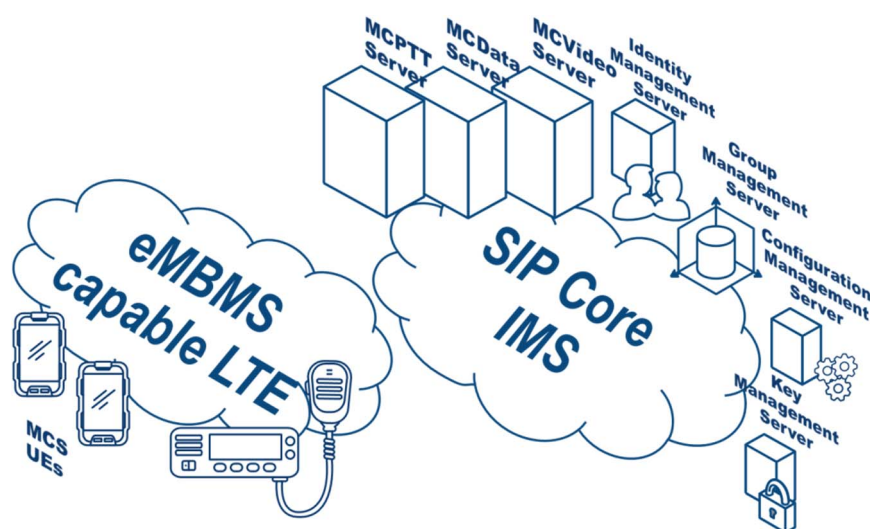 MCPTT
Server
MCData
Server
MCVideo
Server
Identity
Management
Server
Group
Management
Server
Configuration
Management
Server
Key
Management
Server
SIP Core
IMS
eMBMS
capable LTE
MCS
UEs